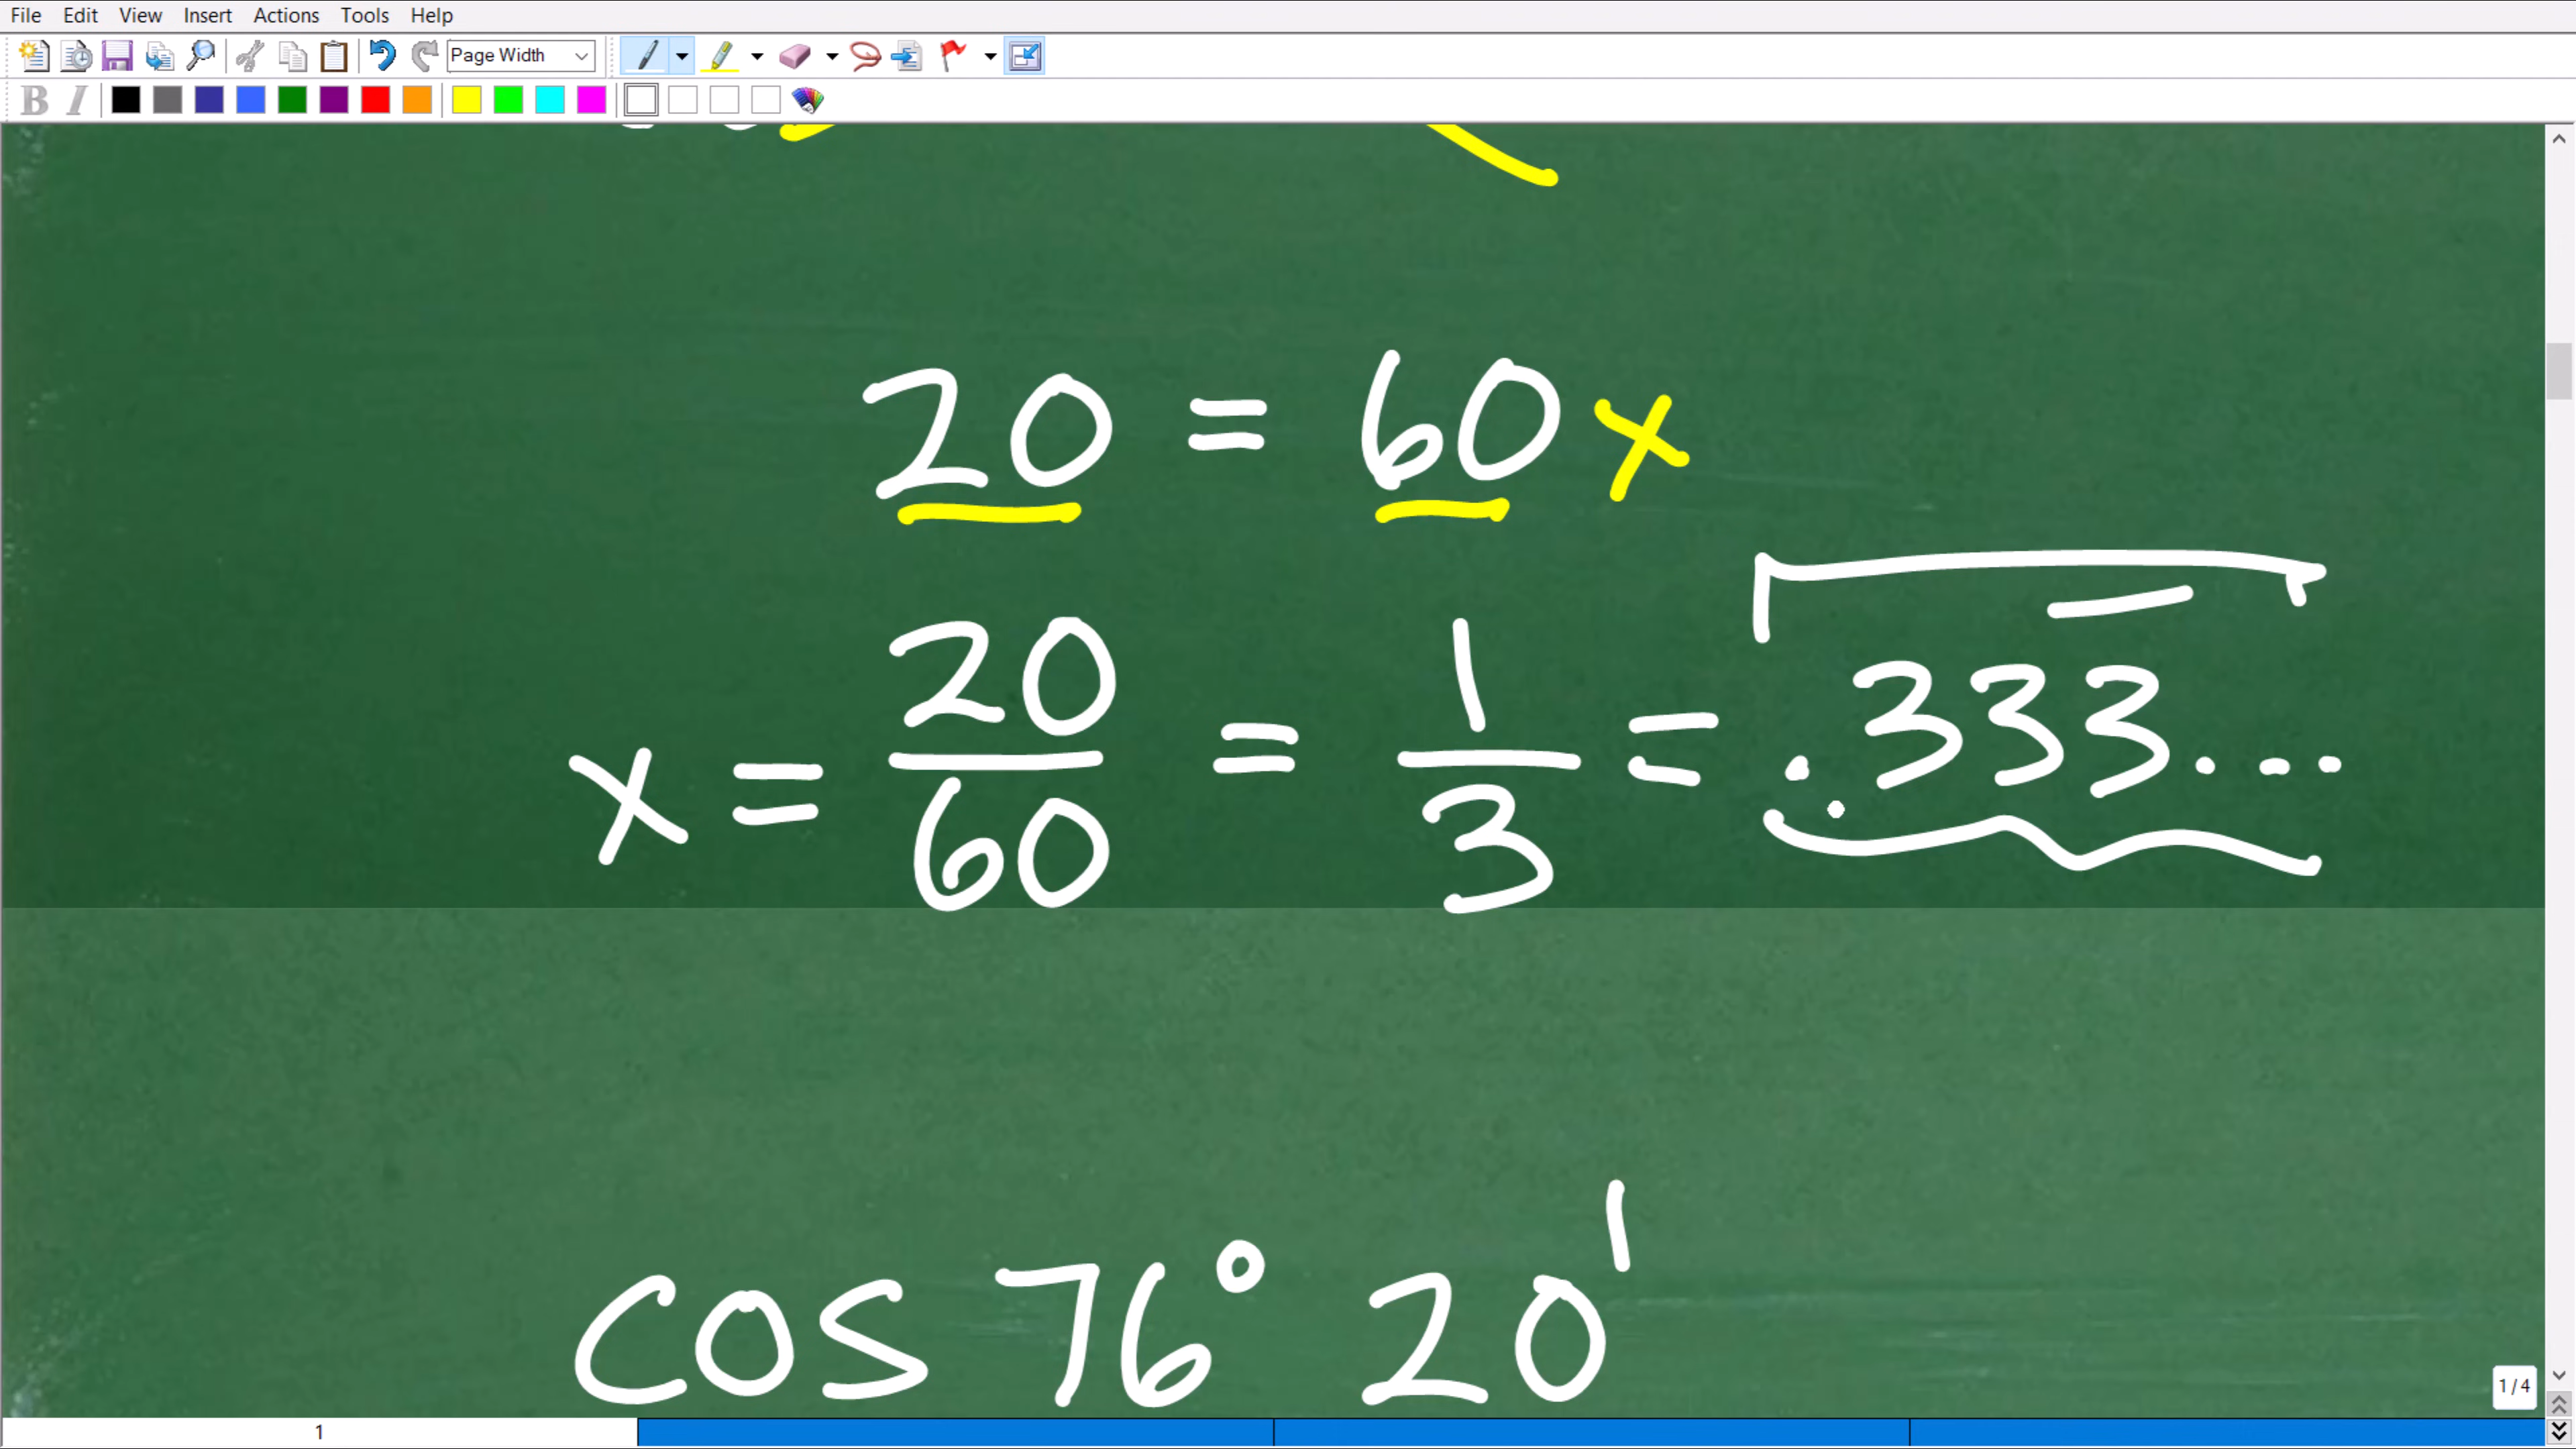 File Edit View Insert Actions Tools Help
Page Width
B I
20 = 60x
x = 20/60 = 1/3 = .333...
cos 76° 20'
1 / 4
1